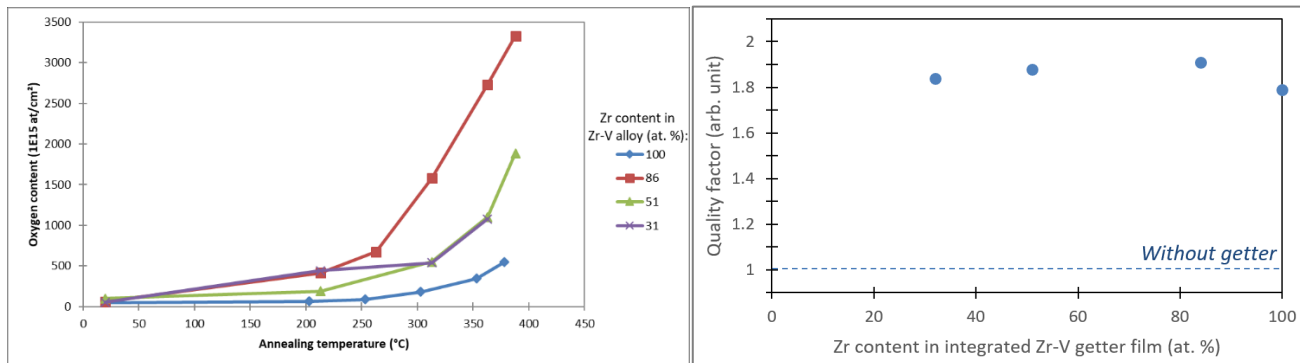 3500
3000
2500
2000
1500
1000
500
0
Oxygen content (1E15 at/cm²)
0 50 100 150 200 250 300 350 400 450
Annealing temperature (°C)
Zr content in
Zr-V alloy (at. %):
100
86
51
31
2
1.8
1.6
1.4
1.2
1
Quality factor (arb. unit)
Without getter
0 20 40 60 80 100
Zr content in integrated Zr-V getter film (at. %)